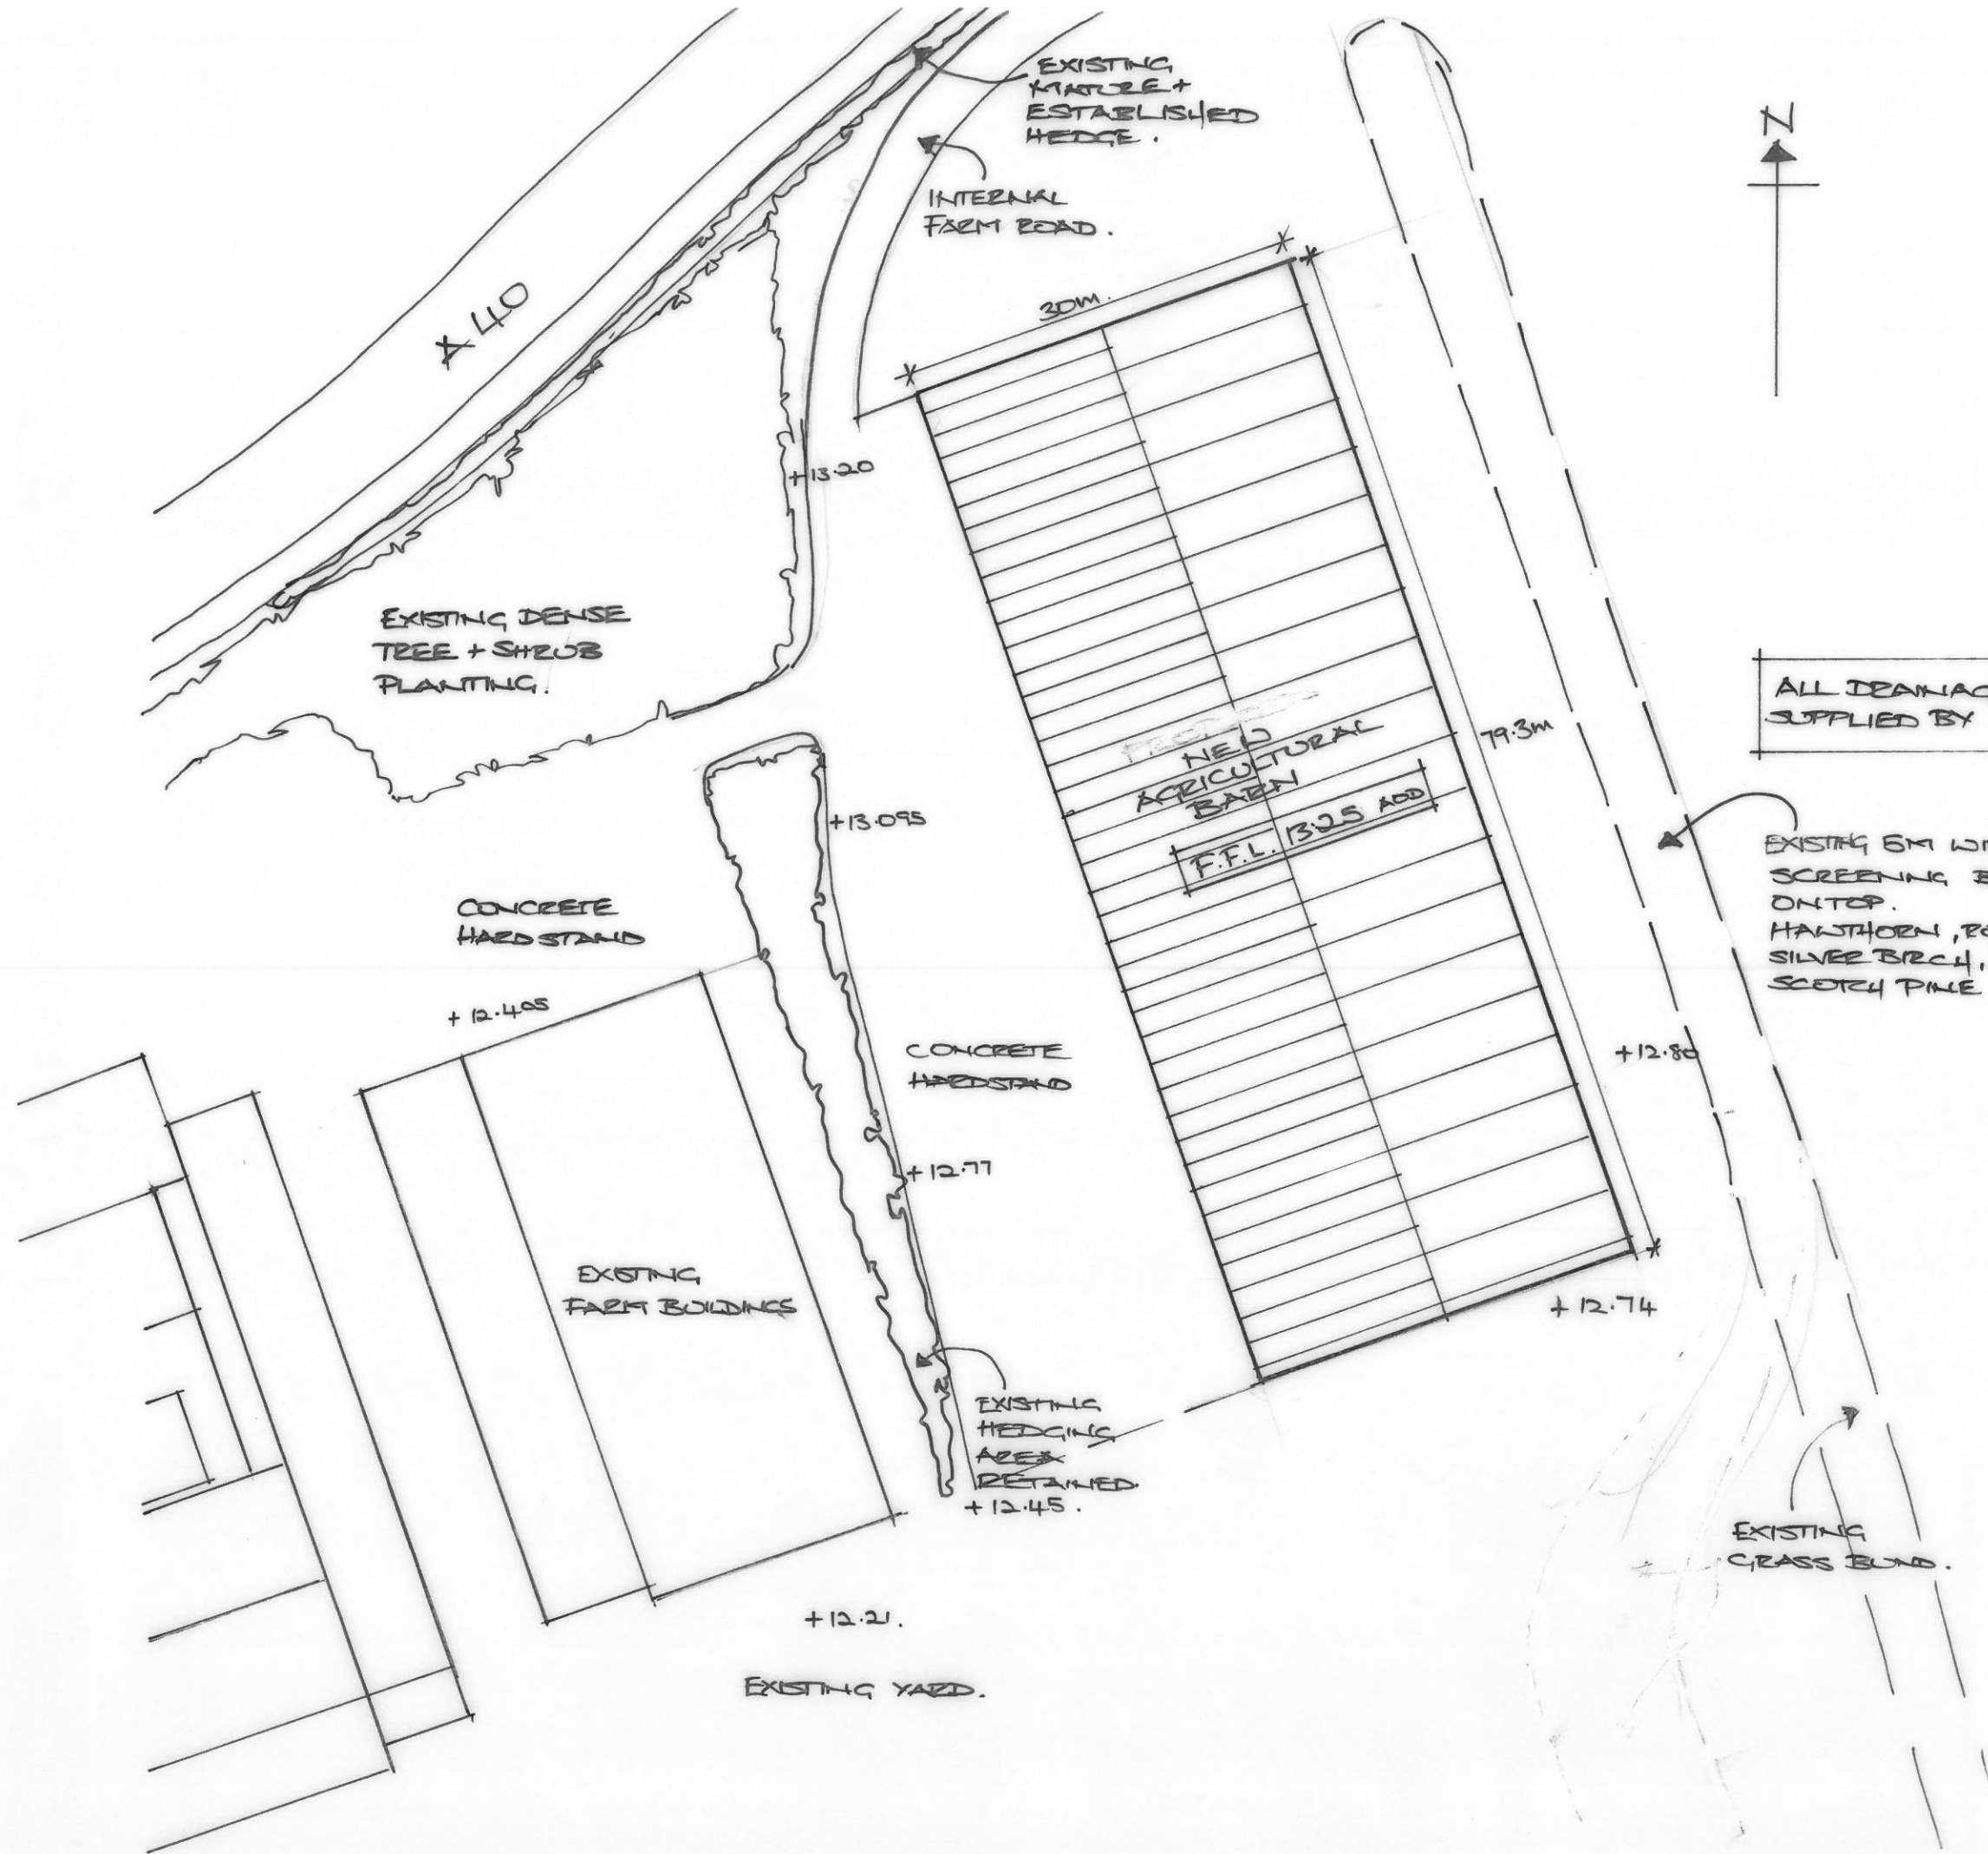 EXISTING
MATURE +
ESTABLISHED
HEDGE.
N
INTERNAL
FARM ROAD.
A40
30m.
+13.20
EXISTING DENSE
TREE + SHRUB
PLANTING.
ALL DRAINAG
SUPPLIED BY
79.3m
NEW
AGRICULTURAL
BARN
F.F.L. 13.25 AOD
+13.095
EXISTING 5M WI
SCREENING B
ON TOP.
HAWTHORN, RO
SILVER BIRCH,
SCOTCH PINE
CONCRETE
HARDSTAND
+12.405
CONCRETE
HARDSTAND
+12.80
+12.77
EXISTING
FARM BUILDINGS
+12.74
EXISTING
HEDGING
AREA
RETAINED.
+12.45.
EXISTING
GRASS BUND.
+12.21.
EXISTING YARD.